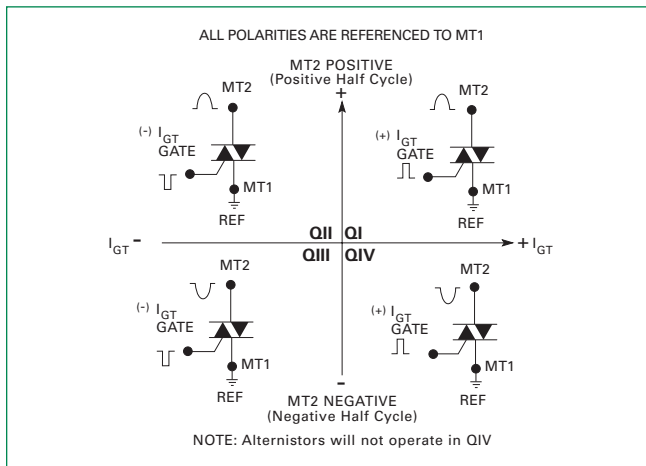 ALL POLARITIES ARE REFERENCED TO MT1
MT2 POSITIVE
(Positive Half Cycle)
+
MT2
(-) IGT
GATE
MT1
REF
MT2
(+) IGT
GATE
MT1
REF
IGT -
QII QI
QIII QIV
+ IGT
MT2
(-) IGT
GATE
MT1
REF
MT2
(+) IGT
GATE
MT1
REF
-
MT2 NEGATIVE
(Negative Half Cycle)
NOTE: Alternistors will not operate in QIV